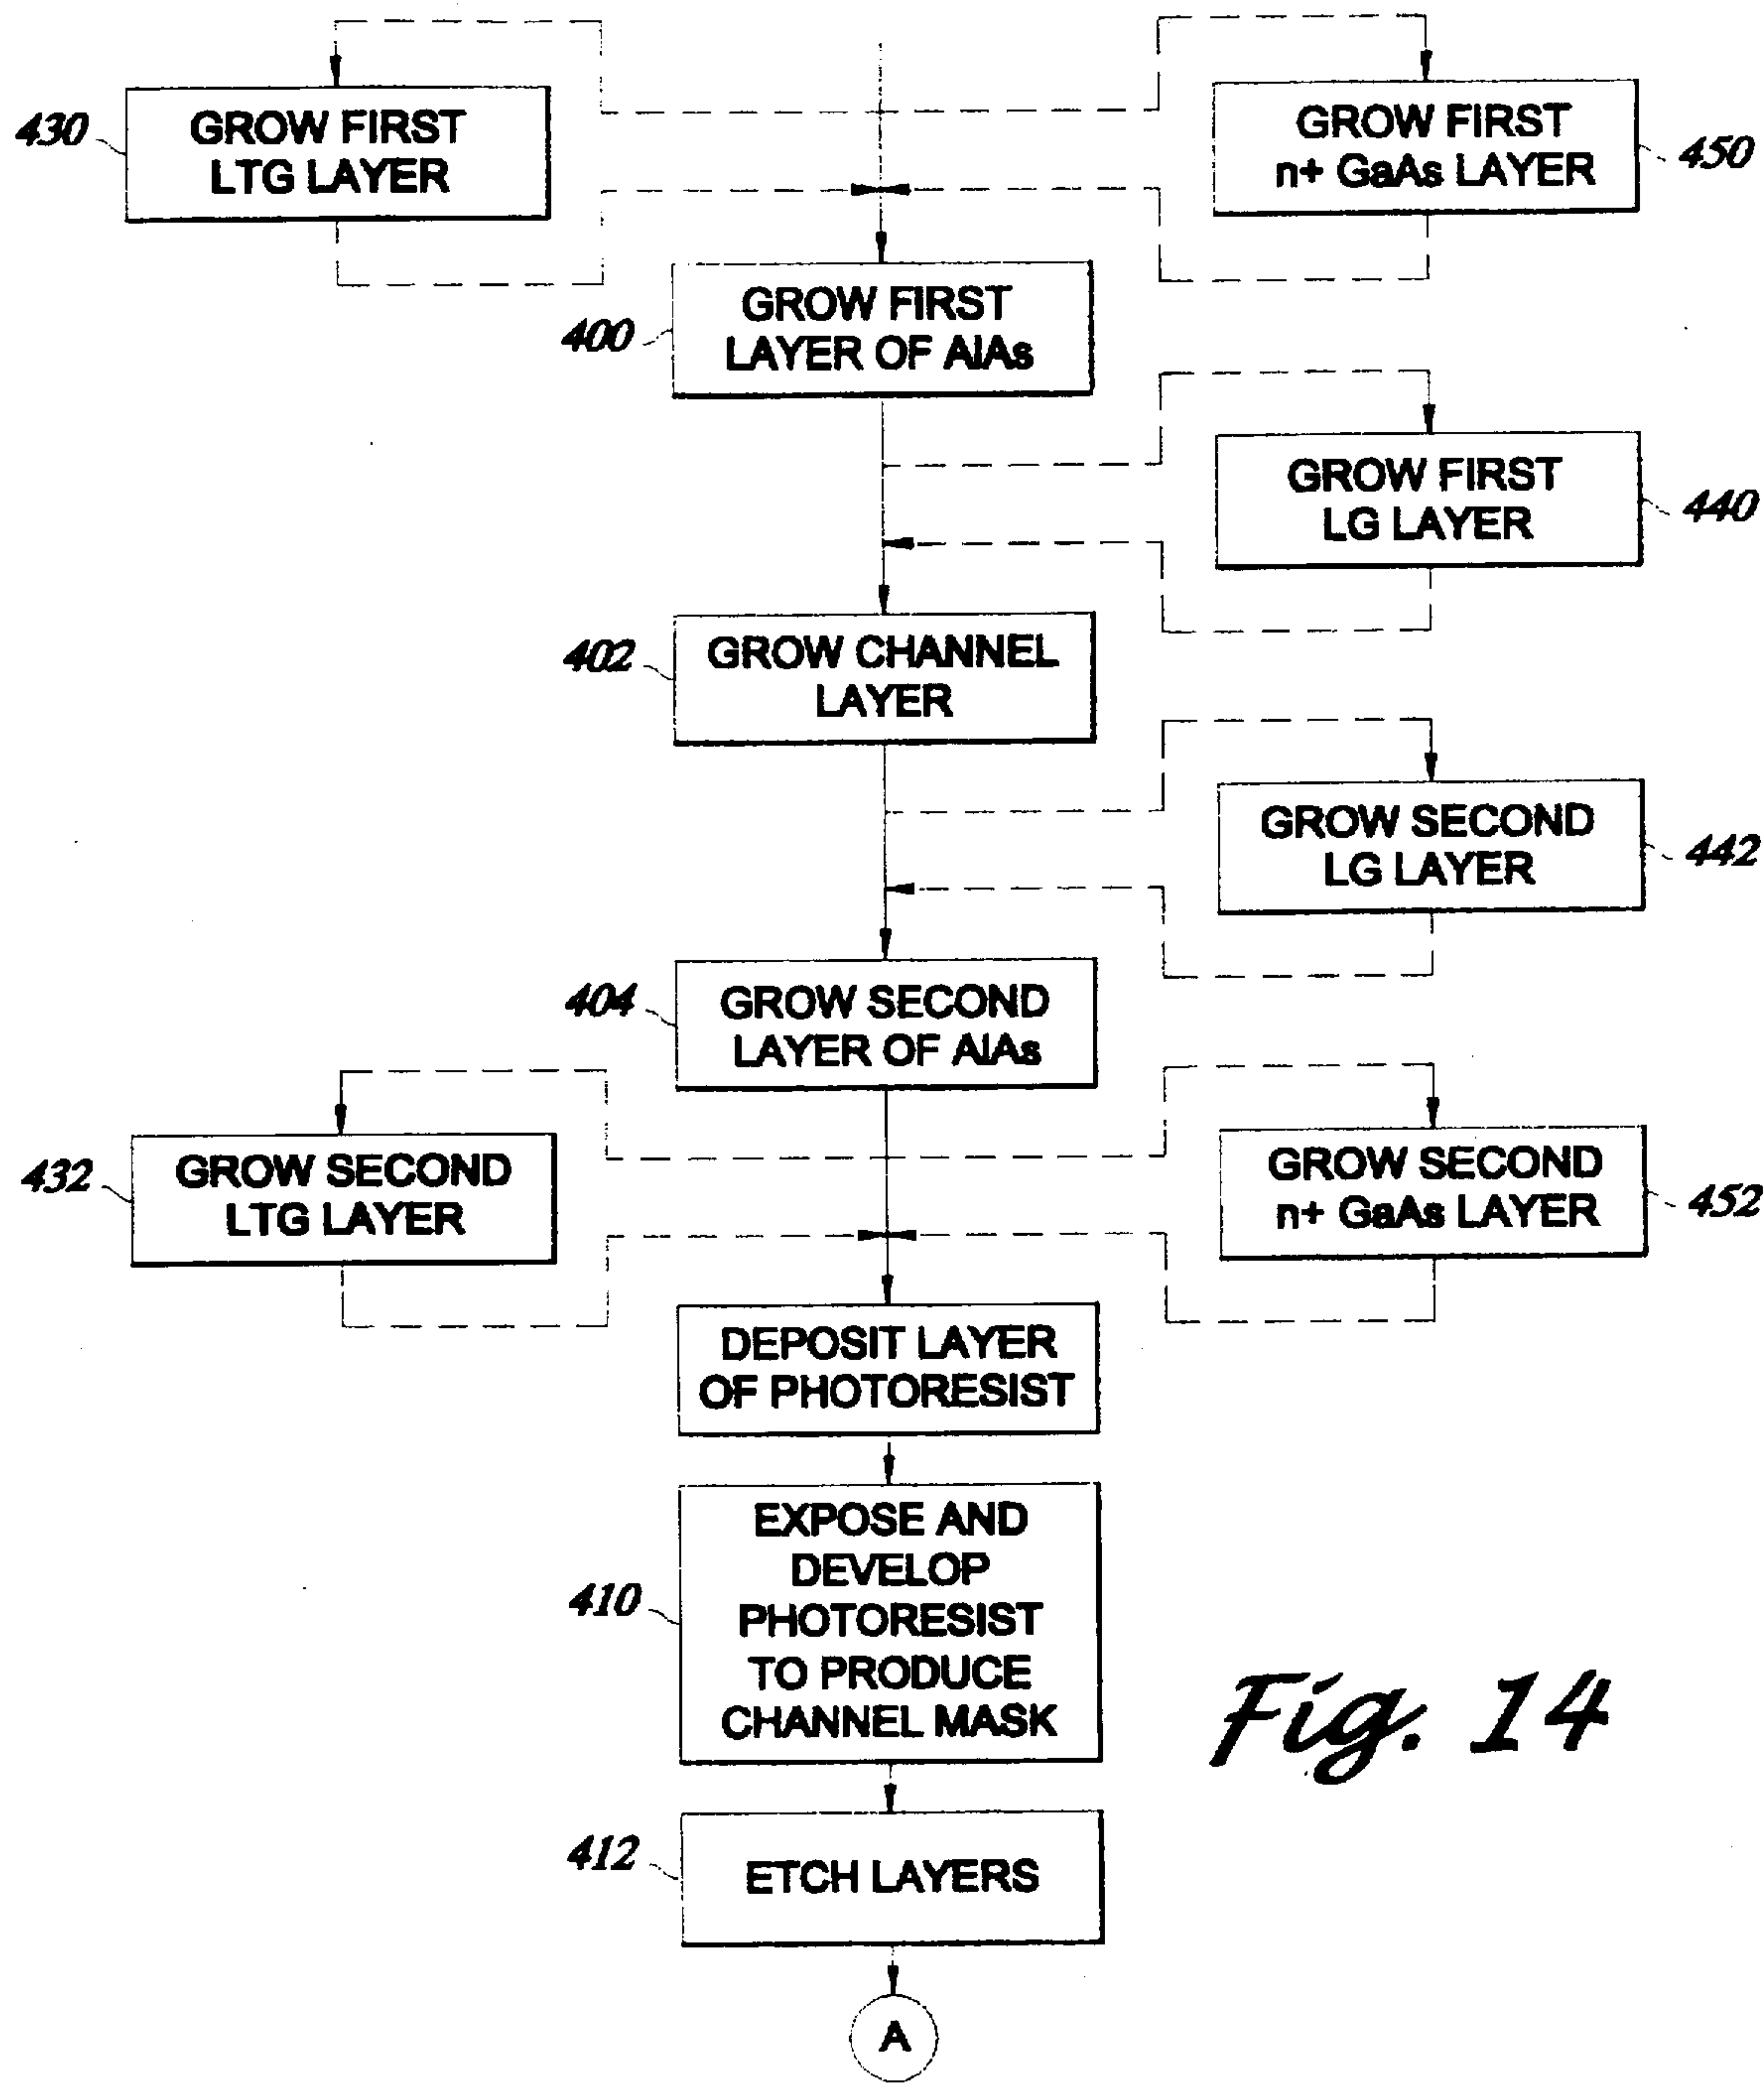 430
GROW FIRST
LTG LAYER
GROW FIRST
n+ GaAs LAYER
450
400
GROW FIRST
LAYER OF AlAs
GROW FIRST
LG LAYER
440
402
GROW CHANNEL
LAYER
GROW SECOND
LG LAYER
442
404
GROW SECOND
LAYER OF AlAs
432
GROW SECOND
LTG LAYER
GROW SECOND
n+ GaAs LAYER
452
DEPOSIT LAYER
OF PHOTORESIST
410
EXPOSE AND
DEVELOP
PHOTORESIST
TO PRODUCE
CHANNEL MASK
Fig. 14
412
ETCH LAYERS
A